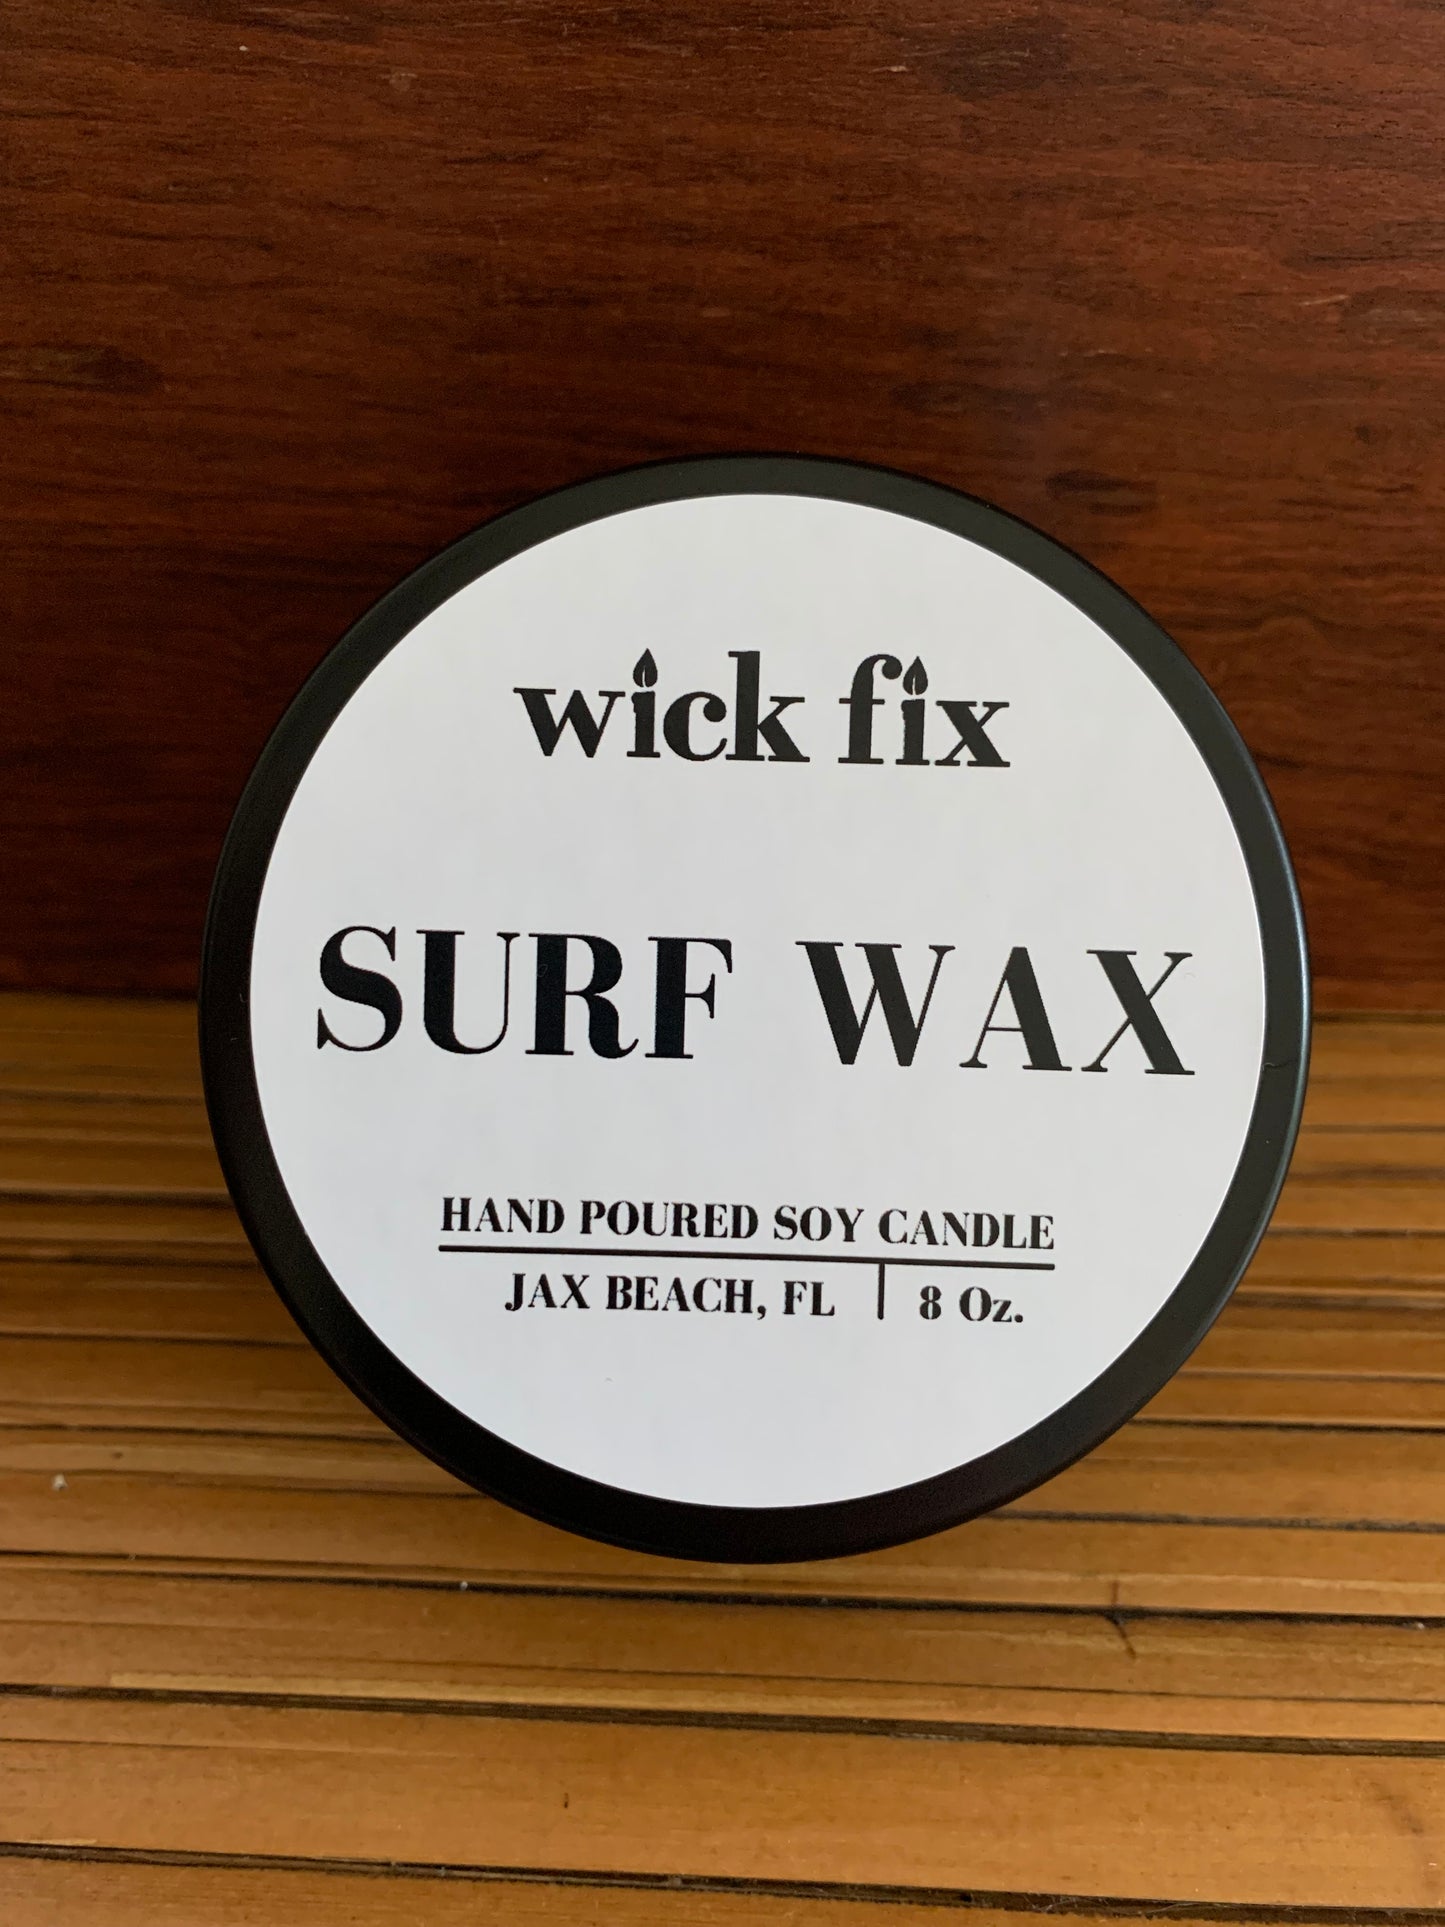 wick fix
SURF WAX
HAND POURED SOY CANDLE
JAX BEACH, FL | 8 Oz.